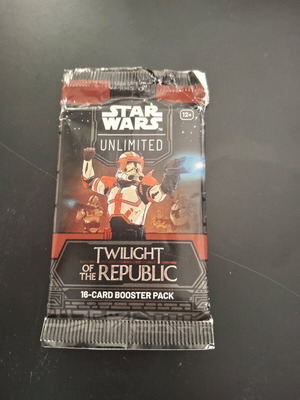 STAR
WARS
12+
UNLIMITED
TWILIGHT
OF THE REPUBLIC
16-CARD BOOSTER PACK